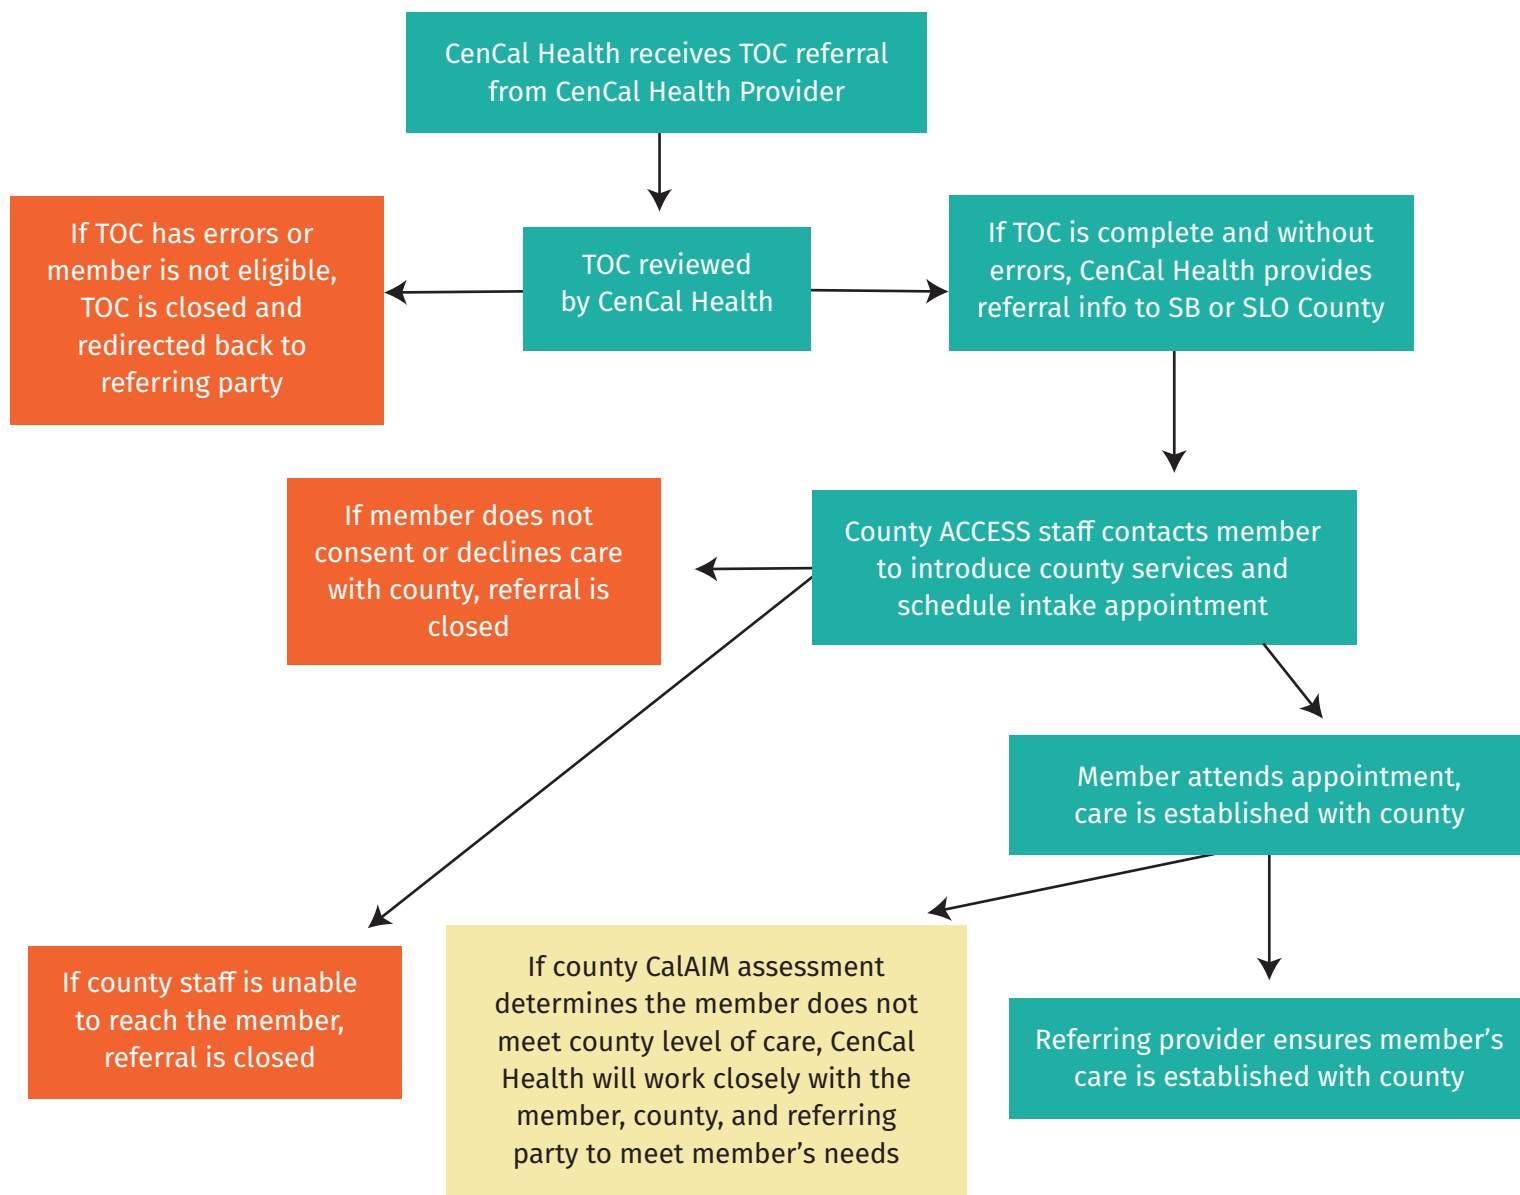 CenCal Health receives TOC referral
from CenCal Health Provider
If TOC has errors or
member is not eligible,
TOC is closed and
redirected back to
referring party
TOC reviewed
by CenCal Health
If TOC is complete and without
errors, CenCal Health provides
referral info to SB or SLO County
If member does not
consent or declines care
with county, referral is
closed
County ACCESS staff contacts member
to introduce county services and
schedule intake appointment
Member attends appointment,
care is established with county
If county staff is unable
to reach the member,
referral is closed
If county CalAIM assessment
determines the member does not
meet county level of care, CenCal
Health will work closely with the
member, county, and referring
party to meet member’s needs
Referring provider ensures member’s
care is established with county